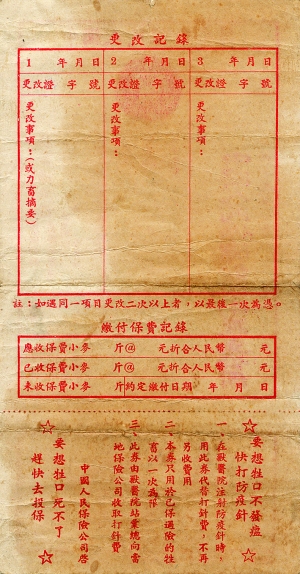 更改記錄
1 年 月 日
2 年 月 日
3 年 月 日
更改證 字 號
更改證 字 號
更改證 字 號
更改事項：(或力畜摘要)
更改事項：
更改事項：
註：如遇同一項目更改二次以上者，以最後一次為憑。
繳付保費記錄
應收保費小麥 斤@ 元折合人民幣 元
已收保費小麥 斤@ 元折合人民幣 元
未收保費小麥 斤約定繳付日期 年 月 日
☆要想牲口不發瘟
快打防疫針☆
一、在獸醫院注射防疫針時，
用此券代替打針費，不再
另收費用
二、本券只用於已保過險的牲
畜以一次為限
三、此券由獸醫院站彙總向當
地保險公司收取打針費
中國人民保險公司啓
☆要想牲口死不了
趕快去投保☆